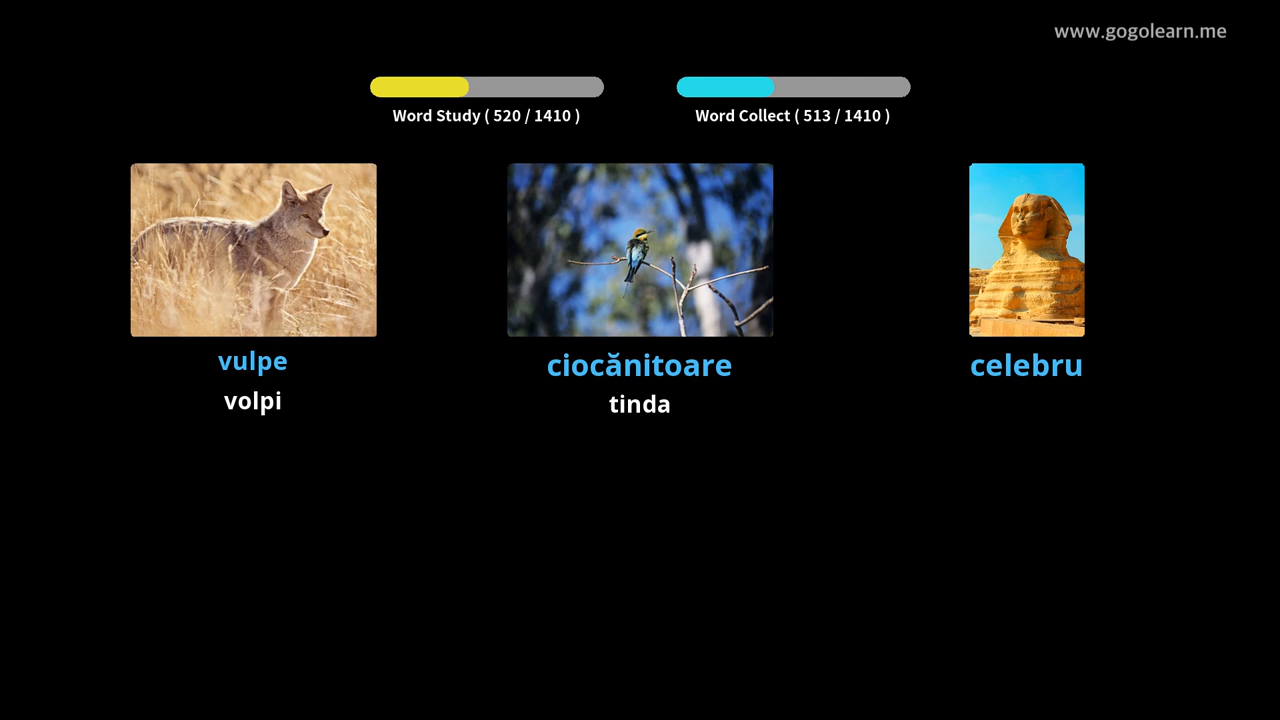 www.gogolearn.me
Word Study ( 520 / 1410 )
Word Collect ( 513 / 1410 )
vulpe
volpi
ciocănitoare
tinda
celebru